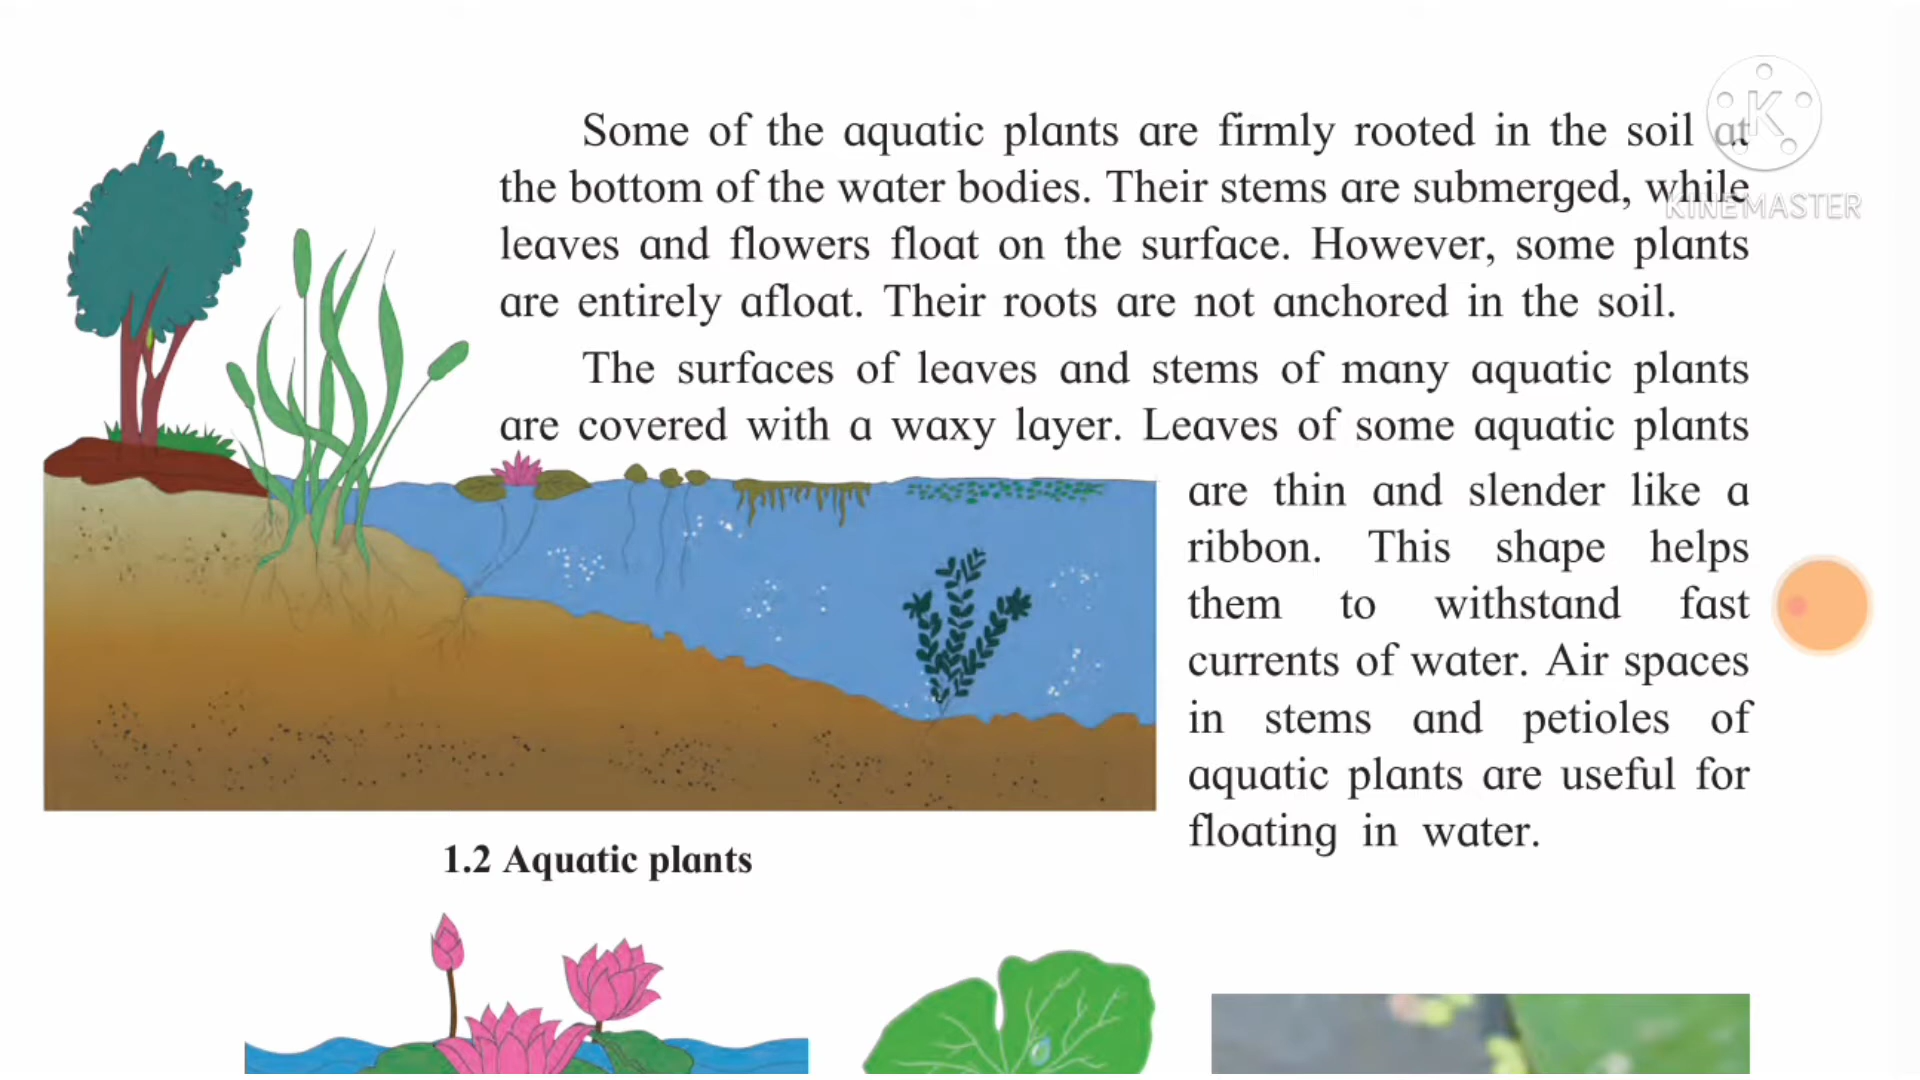 Some of the aquatic plants are firmly rooted in the soil at
the bottom of the water bodies. Their stems are submerged, while
leaves and flowers float on the surface. However, some plants
are entirely afloat. Their roots are not anchored in the soil.
The surfaces of leaves and stems of many aquatic plants
are covered with a waxy layer. Leaves of some aquatic plants
are thin and slender like a
ribbon. This shape helps
them to withstand fast
currents of water. Air spaces
in stems and petioles of
aquatic plants are useful for
floating in water.
1.2 Aquatic plants
K
KINEMASTER